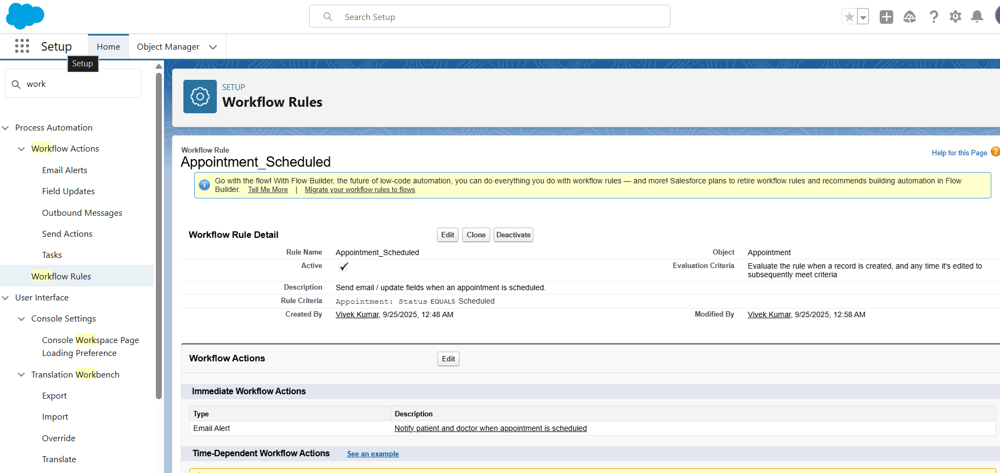 Search Setup
Setup
Home
Object Manager
Setup
work
Process Automation
Workflow Actions
Email Alerts
Field Updates
Outbound Messages
Send Actions
Tasks
Workflow Rules
User Interface
Console Settings
Console Workspace Page
Loading Preference
Translation Workbench
Export
Import
Override
Translate
SETUP
Workflow Rules
Workflow Rule
Appointment_Scheduled
Help for this Page ?
Go with the flow! With Flow Builder, the future of low-code automation, you can do everything you do with workflow rules — and more! Salesforce plans to retire workflow rules and recommends building automation in Flow
Builder. Tell Me More | Migrate your workflow rules to flows
Workflow Rule Detail Edit Clone Deactivate
Rule Name Appointment_Scheduled Object Appointment
Active Evaluation Criteria Evaluate the rule when a record is created, and any time it's edited to
subsequently meet criteria
Description Send email / update fields when an appointment is scheduled.
Rule Criteria Appointment: Status EQUALS Scheduled
Created By Vivek Kumar, 9/25/2025, 12:48 AM Modified By Vivek Kumar, 9/25/2025, 12:58 AM
Workflow Actions Edit
Immediate Workflow Actions
Type Description
Email Alert Notify patient and doctor when appointment is scheduled
Time-Dependent Workflow Actions See an example